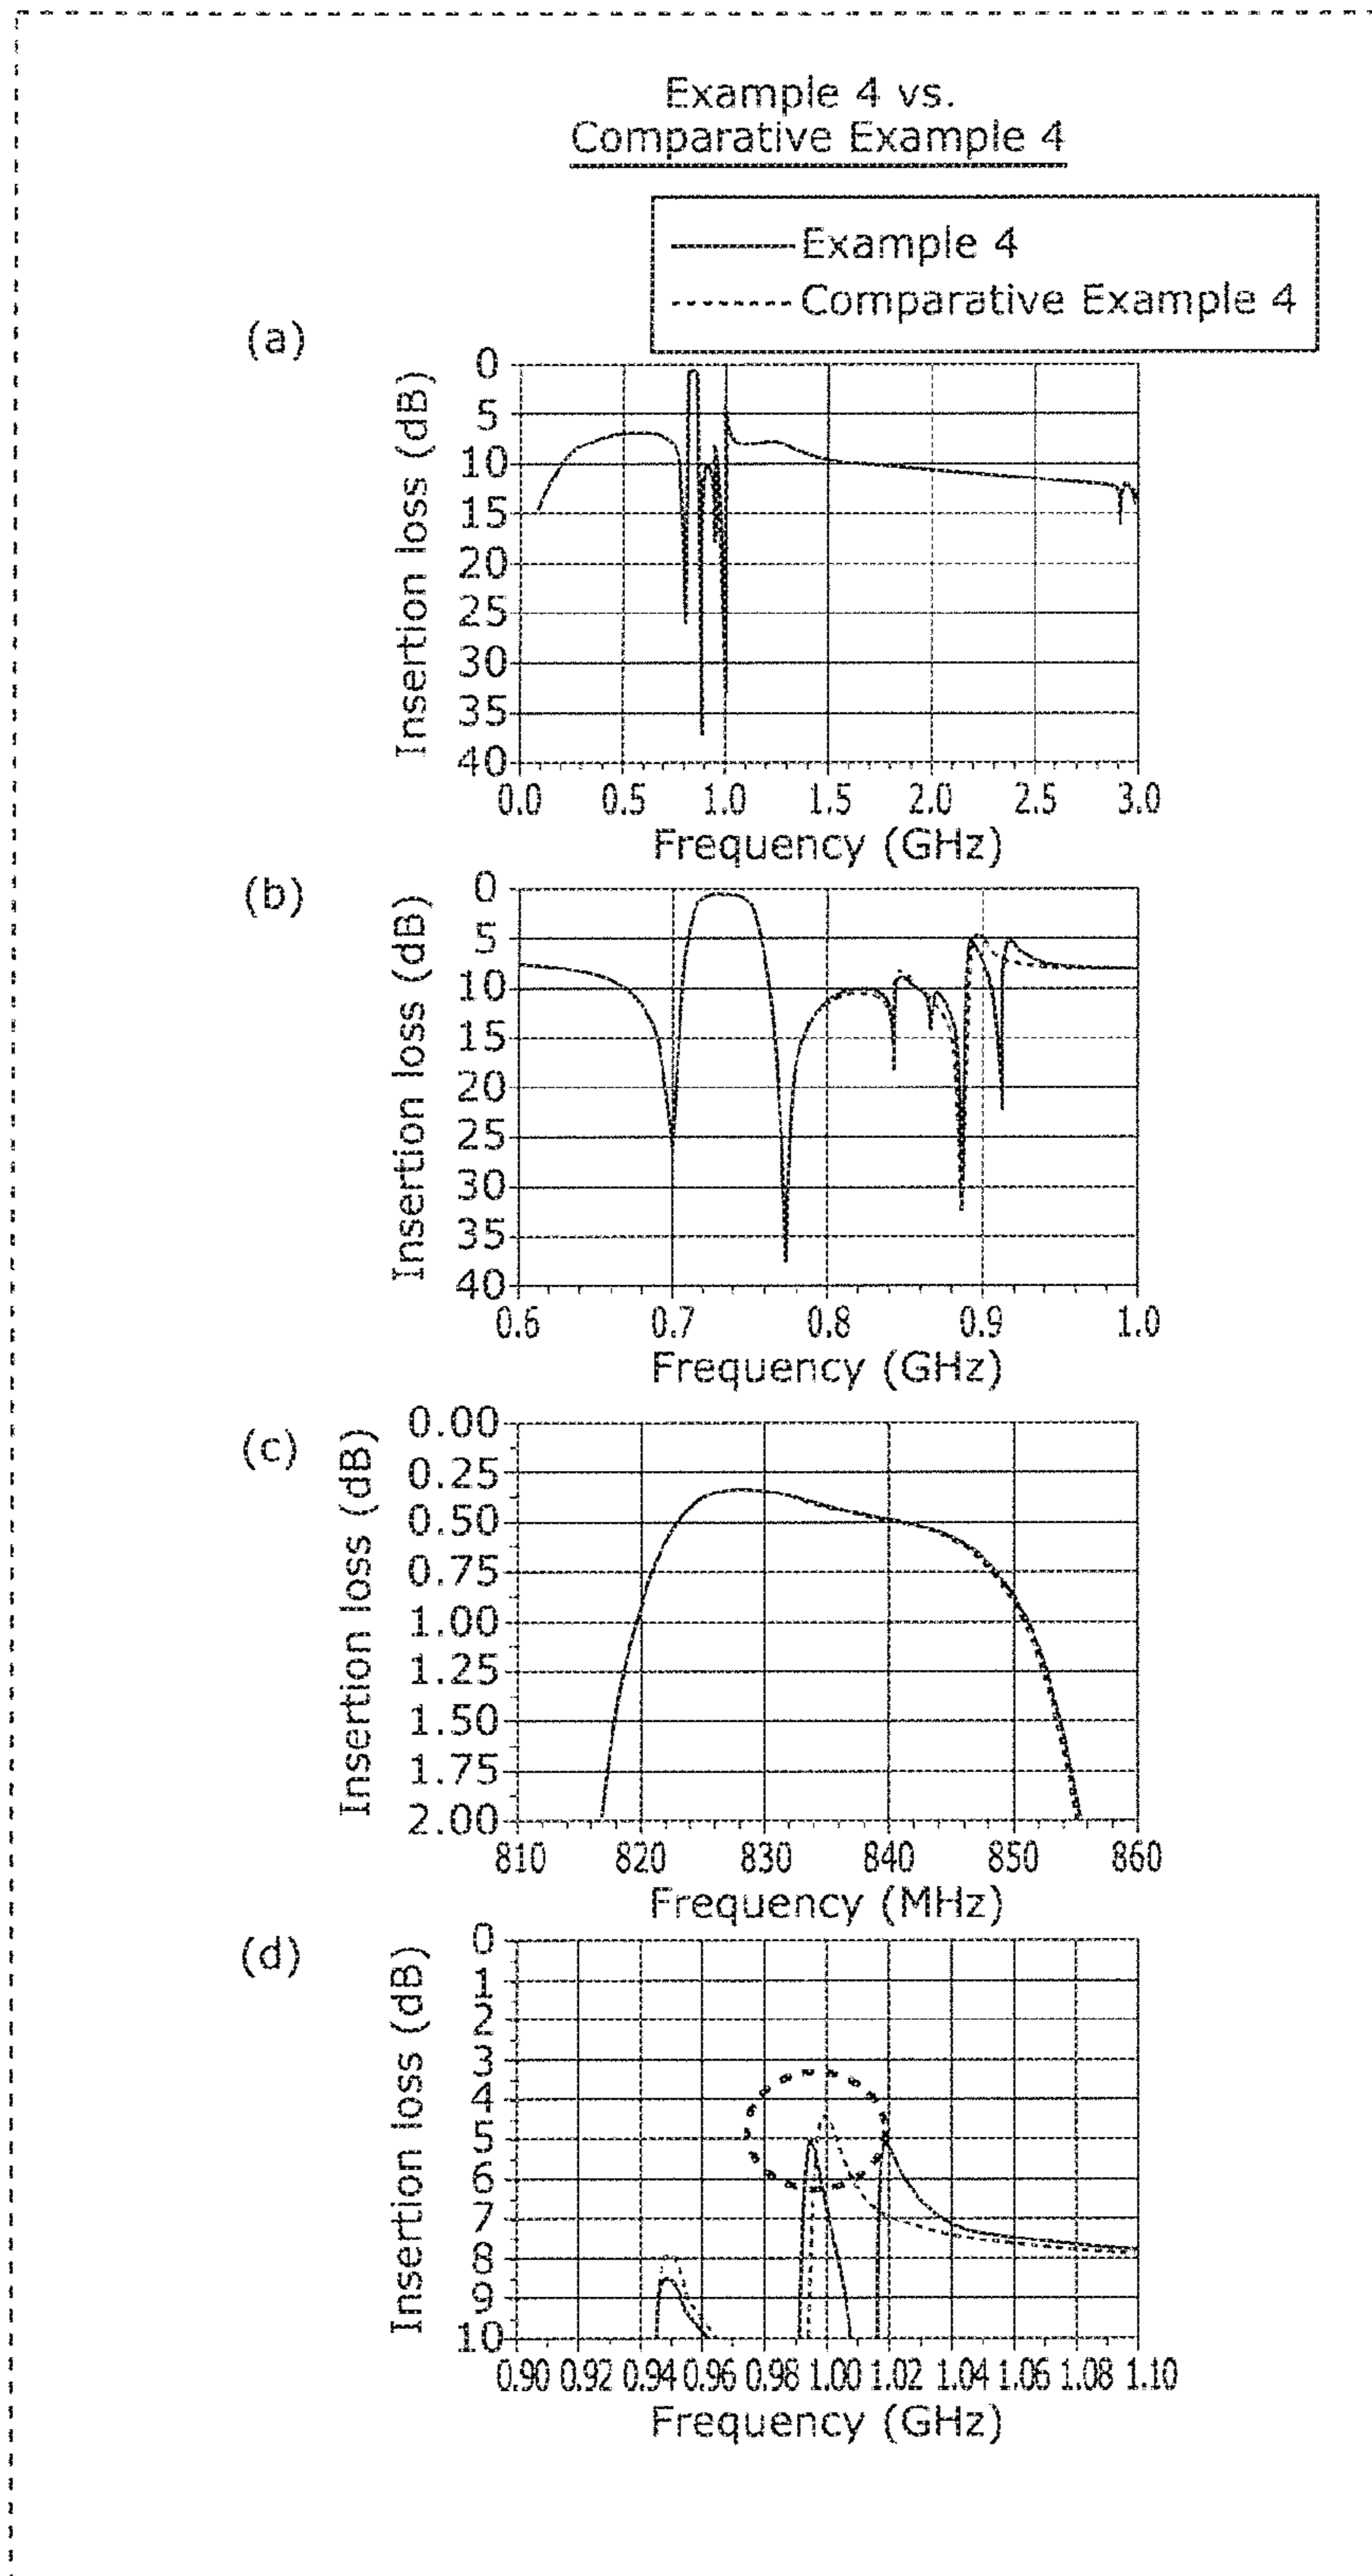 Example 4 vs.
Comparative Example 4
Example 4
Comparative Example 4
(a)
Insertion loss (dB)
0
5
10
15
20
25
30
35
40
0.0 0.5 1.0 1.5 2.0 2.5 3.0
Frequency (GHz)
(b)
Insertion loss (dB)
0
5
10
15
20
25
30
35
40
0.6 0.7 0.8 0.9 1.0
Frequency (GHz)
(c)
Insertion loss (dB)
0.00
0.25
0.50
0.75
1.00
1.25
1.50
1.75
2.00
810 820 830 840 850 860
Frequency (MHz)
(d)
Insertion loss (dB)
0
1
2
3
4
5
6
7
8
9
10
0.90 0.92 0.94 0.96 0.98 1.00 1.02 1.04 1.06 1.08 1.10
Frequency (GHz)